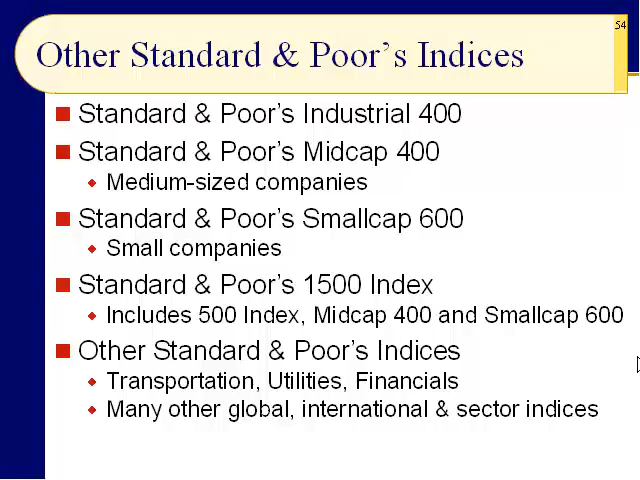 54
Other Standard & Poor's Indices
Standard & Poor's Industrial 400
Standard & Poor's Midcap 400
Medium-sized companies
Standard & Poor's Smallcap 600
Small companies
Standard & Poor's 1500 Index
Includes 500 Index, Midcap 400 and Smallcap 600
Other Standard & Poor's Indices
Transportation, Utilities, Financials
Many other global, international & sector indices